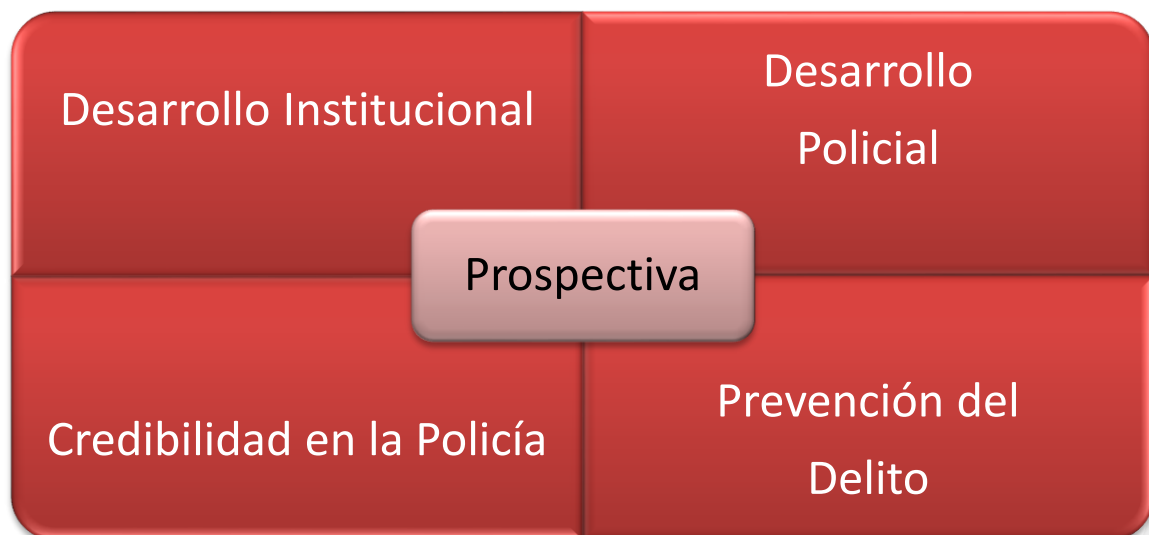 Desarrollo Institucional
Desarrollo
Policial
Prospectiva
Credibilidad en la Policía
Prevención del
Delito